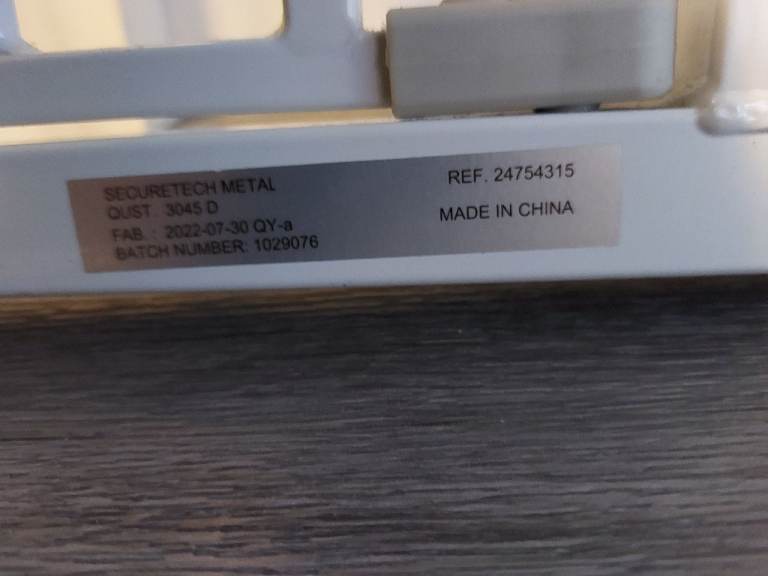 SECURETECH METAL
QUST. 3045 D
FAB. : 2022-07-30 QY-a
BATCH NUMBER: 1029076
REF. 24754315
MADE IN CHINA